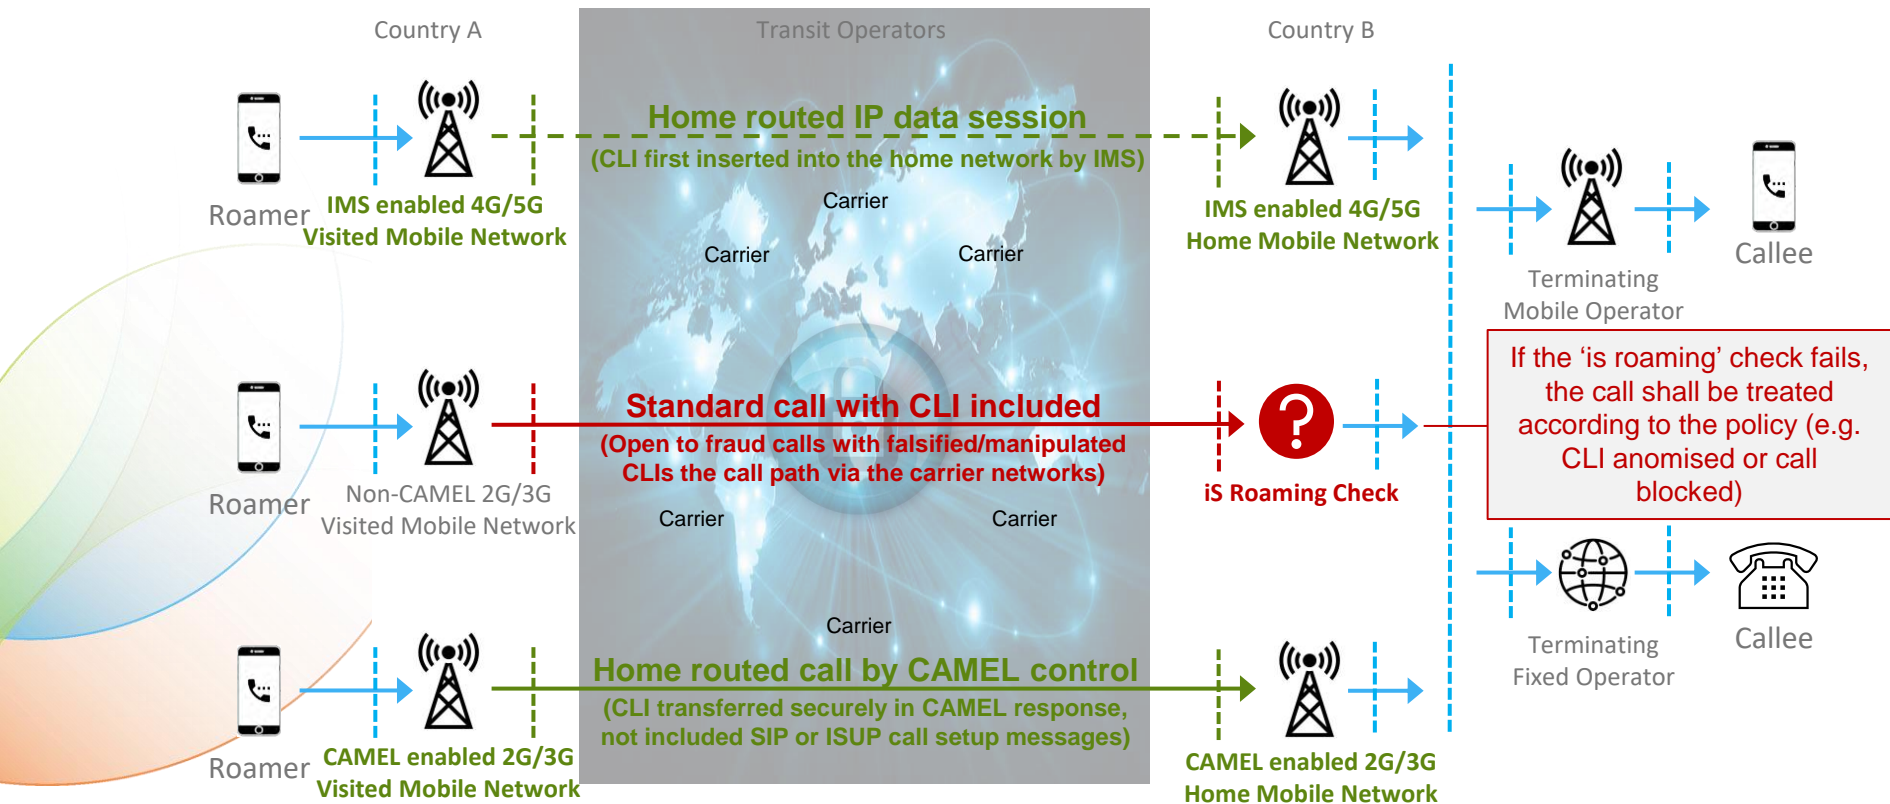 Country A
Transit Operators
Country B
Home routed IP data session
(CLI first inserted into the home network by IMS)
Roamer
IMS enabled 4G/5G
Visited Mobile Network
Carrier
Carrier
Carrier
IMS enabled 4G/5G
Home Mobile Network
Callee
Terminating
Mobile Operator
Standard call with CLI included
(Open to fraud calls with falsified/manipulated
CLIs the call path via the carrier networks)
Roamer
Non-CAMEL 2G/3G
Visited Mobile Network
Carrier
Carrier
?
iS Roaming Check
If the ‘is roaming’ check fails,
the call shall be treated
according to the policy (e.g.
CLI anomised or call
blocked)
Carrier
Terminating
Fixed Operator
Callee
Home routed call by CAMEL control
(CLI transferred securely in CAMEL response,
not included SIP or ISUP call setup messages)
Roamer
CAMEL enabled 2G/3G
Visited Mobile Network
CAMEL enabled 2G/3G
Home Mobile Network